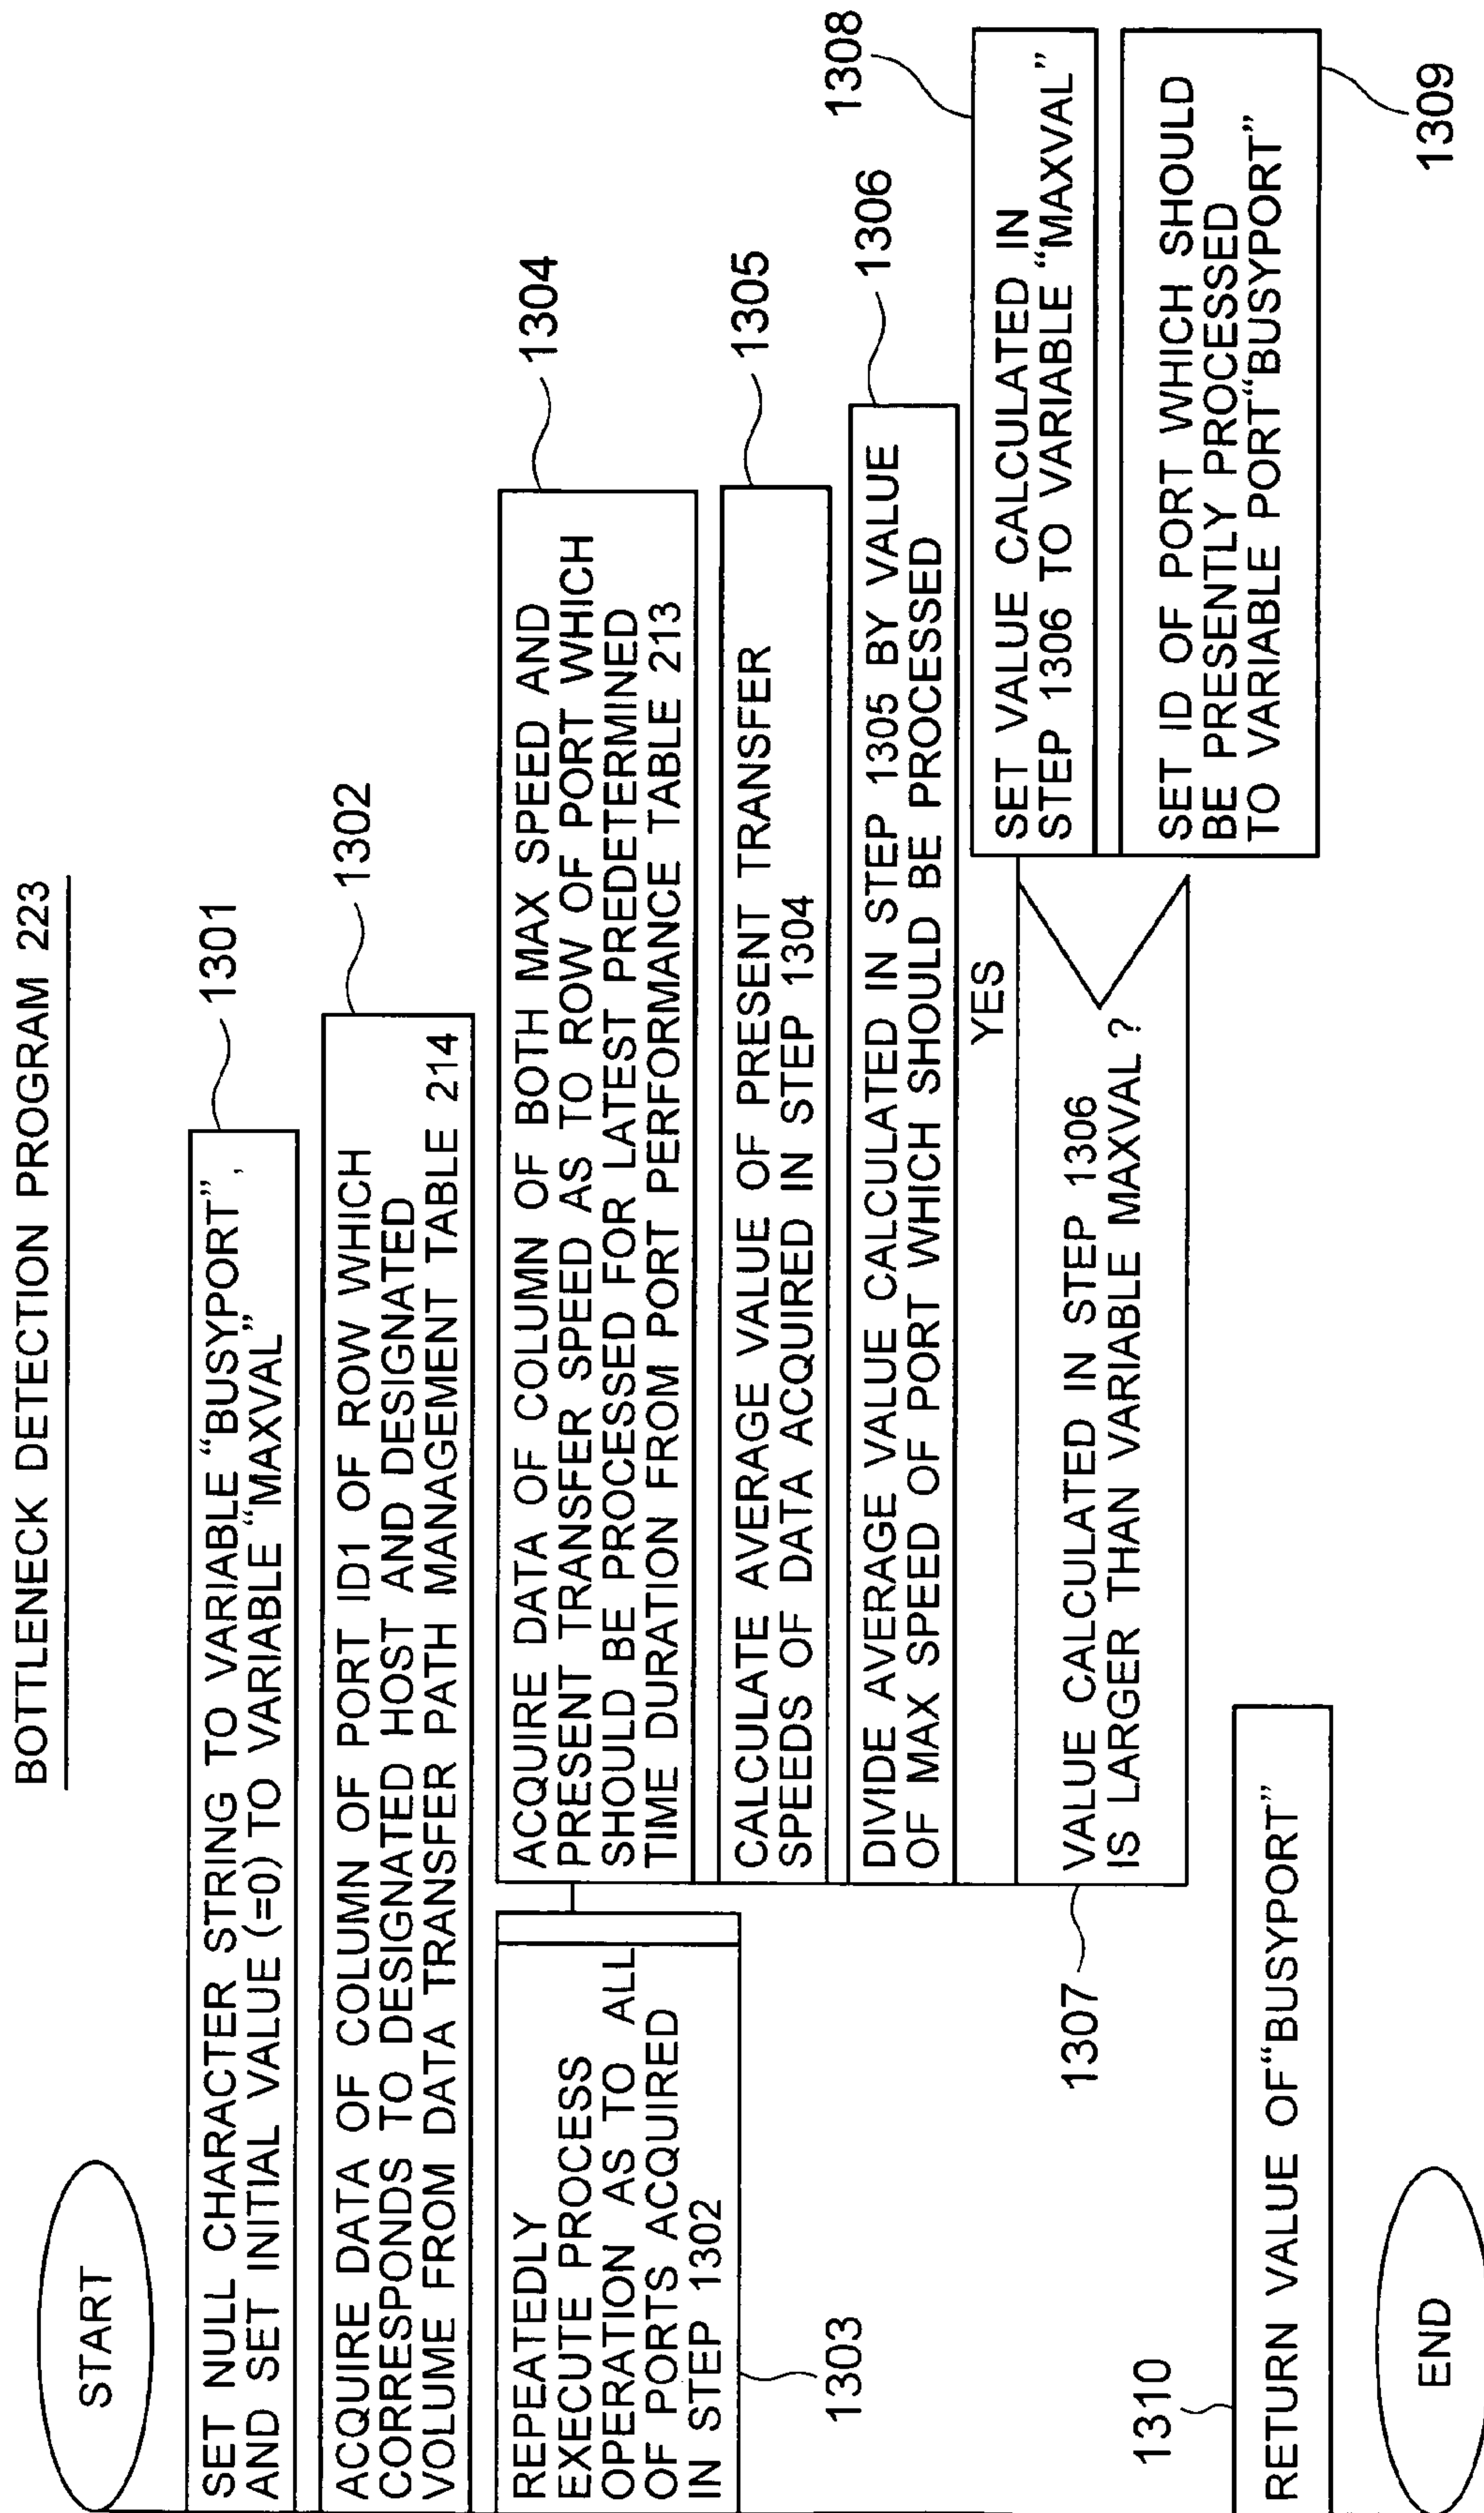 BOTTLENECK DETECTION PROGRAM 223
START
1301
SET NULL CHARACTER STRING TO VARIABLE “BUSYPORT”,
AND SET INITIAL VALUE (=0) TO VARIABLE “MAXVAL”
1302
ACQUIRE DATA OF COLUMN OF PORT ID1 OF ROW WHICH
CORRESPONDS TO DESIGNATED HOST AND DESIGNATED
VOLUME FROM DATA TRANSFER PATH MANAGEMENT TABLE 214
REPEATEDLY
EXECUTE PROCESS
OPERATION AS TO ALL
OF PORTS ACQUIRED
IN STEP 1302
1303
1304
ACQUIRE DATA OF COLUMN OF BOTH MAX SPEED AND
PRESENT TRANSFER SPEED AS TO ROW OF PORT WHICH
SHOULD BE PROCESSED FOR LATEST PREDETERMINED
TIME DURATION FROM PORT PERFORMANCE TABLE 213
1305
CALCULATE AVERAGE VALUE OF PRESENT TRANSFER
SPEEDS OF DATA ACQUIRED IN STEP 1304
1306
DIVIDE AVERAGE VALUE CALCULATED IN STEP 1305 BY VALUE
OF MAX SPEED OF PORT WHICH SHOULD BE PROCESSED
YES
1307
VALUE CALCULATED IN STEP 1306
IS LARGER THAN VARIABLE MAXVAL ?
1308
SET VALUE CALCULATED IN
STEP 1306 TO VARIABLE “MAXVAL”
SET ID OF PORT WHICH SHOULD
BE PRESENTLY PROCESSED
TO VARIABLE PORT“BUSYPORT”
1309
1310
RETURN VALUE OF“BUSYPORT”
END